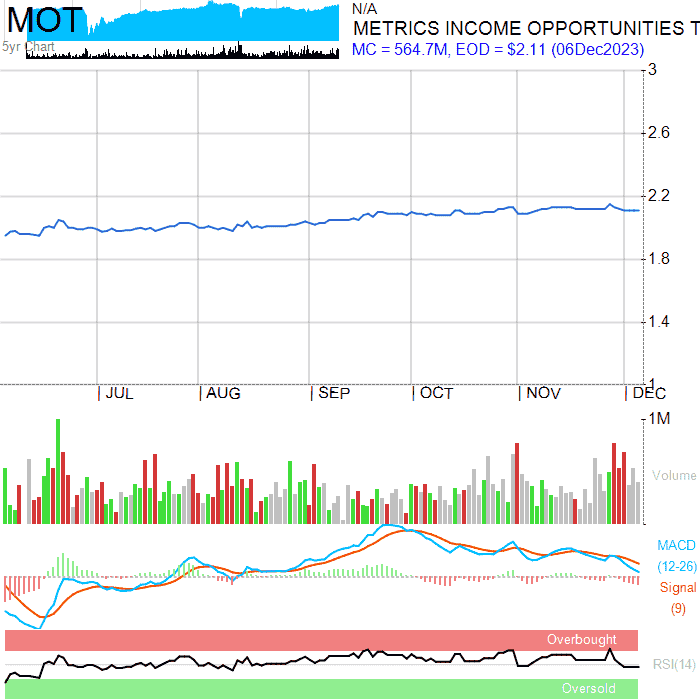 MOT
5yr Chart
N/A
METRICS INCOME OPPORTUNITIES T
MC = 564.7M, EOD = $2.11 (06Dec2023)
3
2.6
2.2
1.8
1.4
1
JUL
AUG
SEP
OCT
NOV
DEC
1M
Volume
MACD
(12-26)
Signal
(9)
Overbought
RSI(14)
Oversold